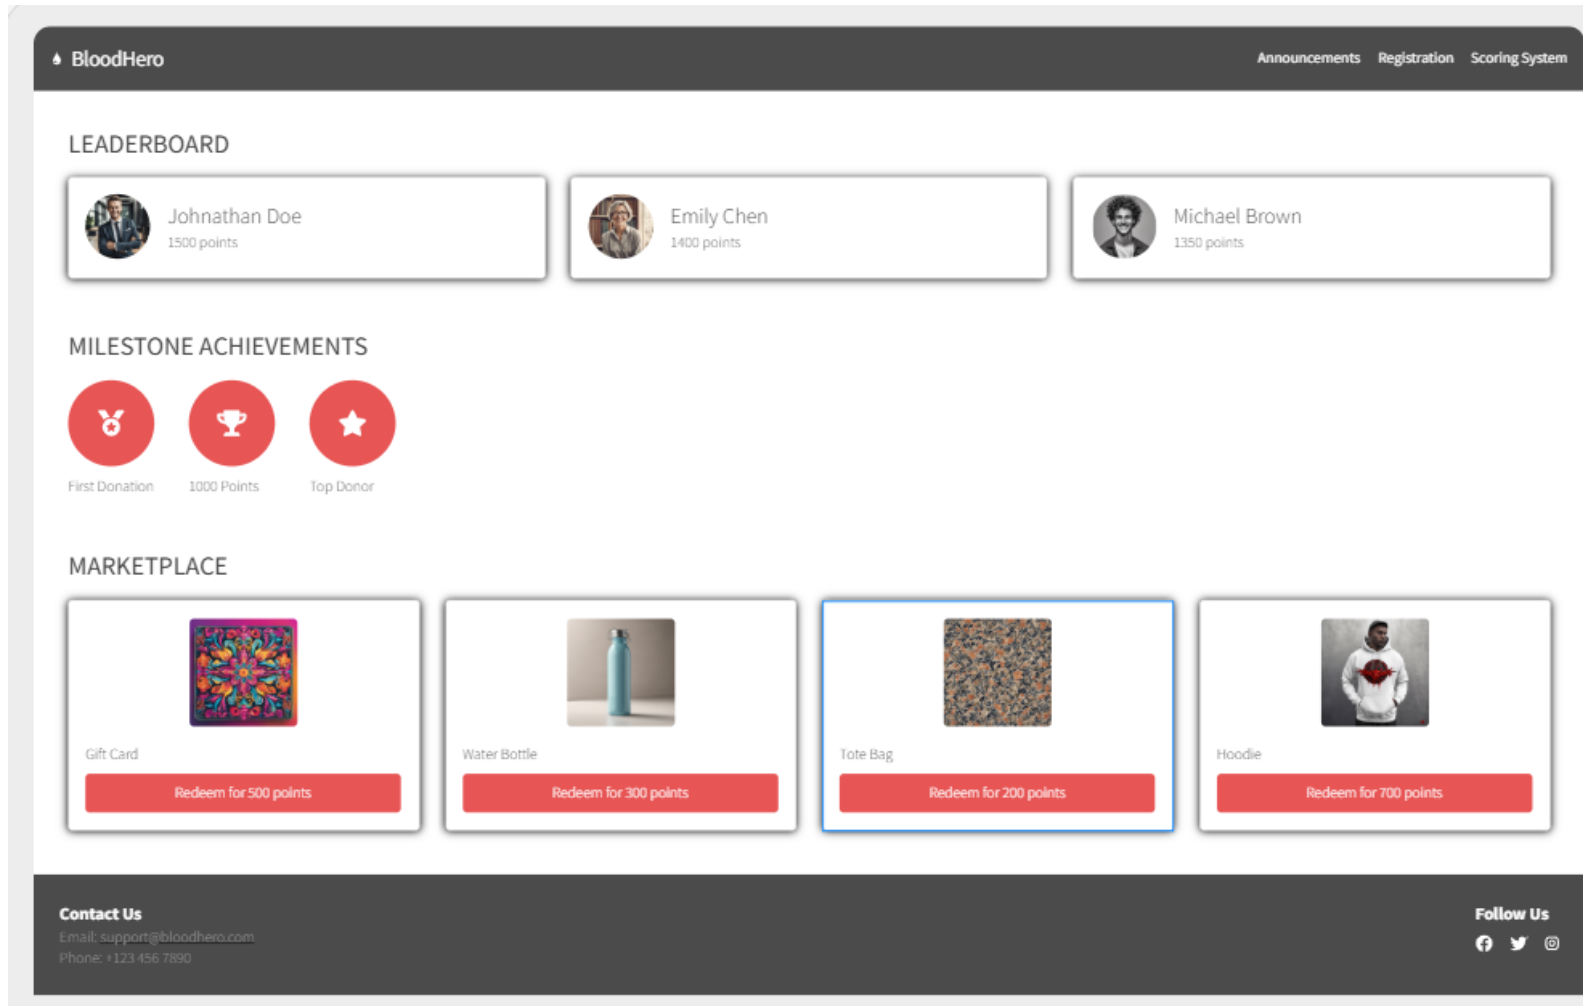 BloodHero
Announcements Registration Scoring System
LEADERBOARD
Johnathan Doe
1500 points
Emily Chen
1400 points
Michael Brown
1350 points
MILESTONE ACHIEVEMENTS
First Donation
1000 Points
Top Donor
MARKETPLACE
Gift Card
Redeem for 500 points
Water Bottle
Redeem for 300 points
Tote Bag
Redeem for 200 points
Hoodie
Redeem for 700 points
Contact Us
Email: support@bloodhero.com
Phone: +123 456 7890
Follow Us